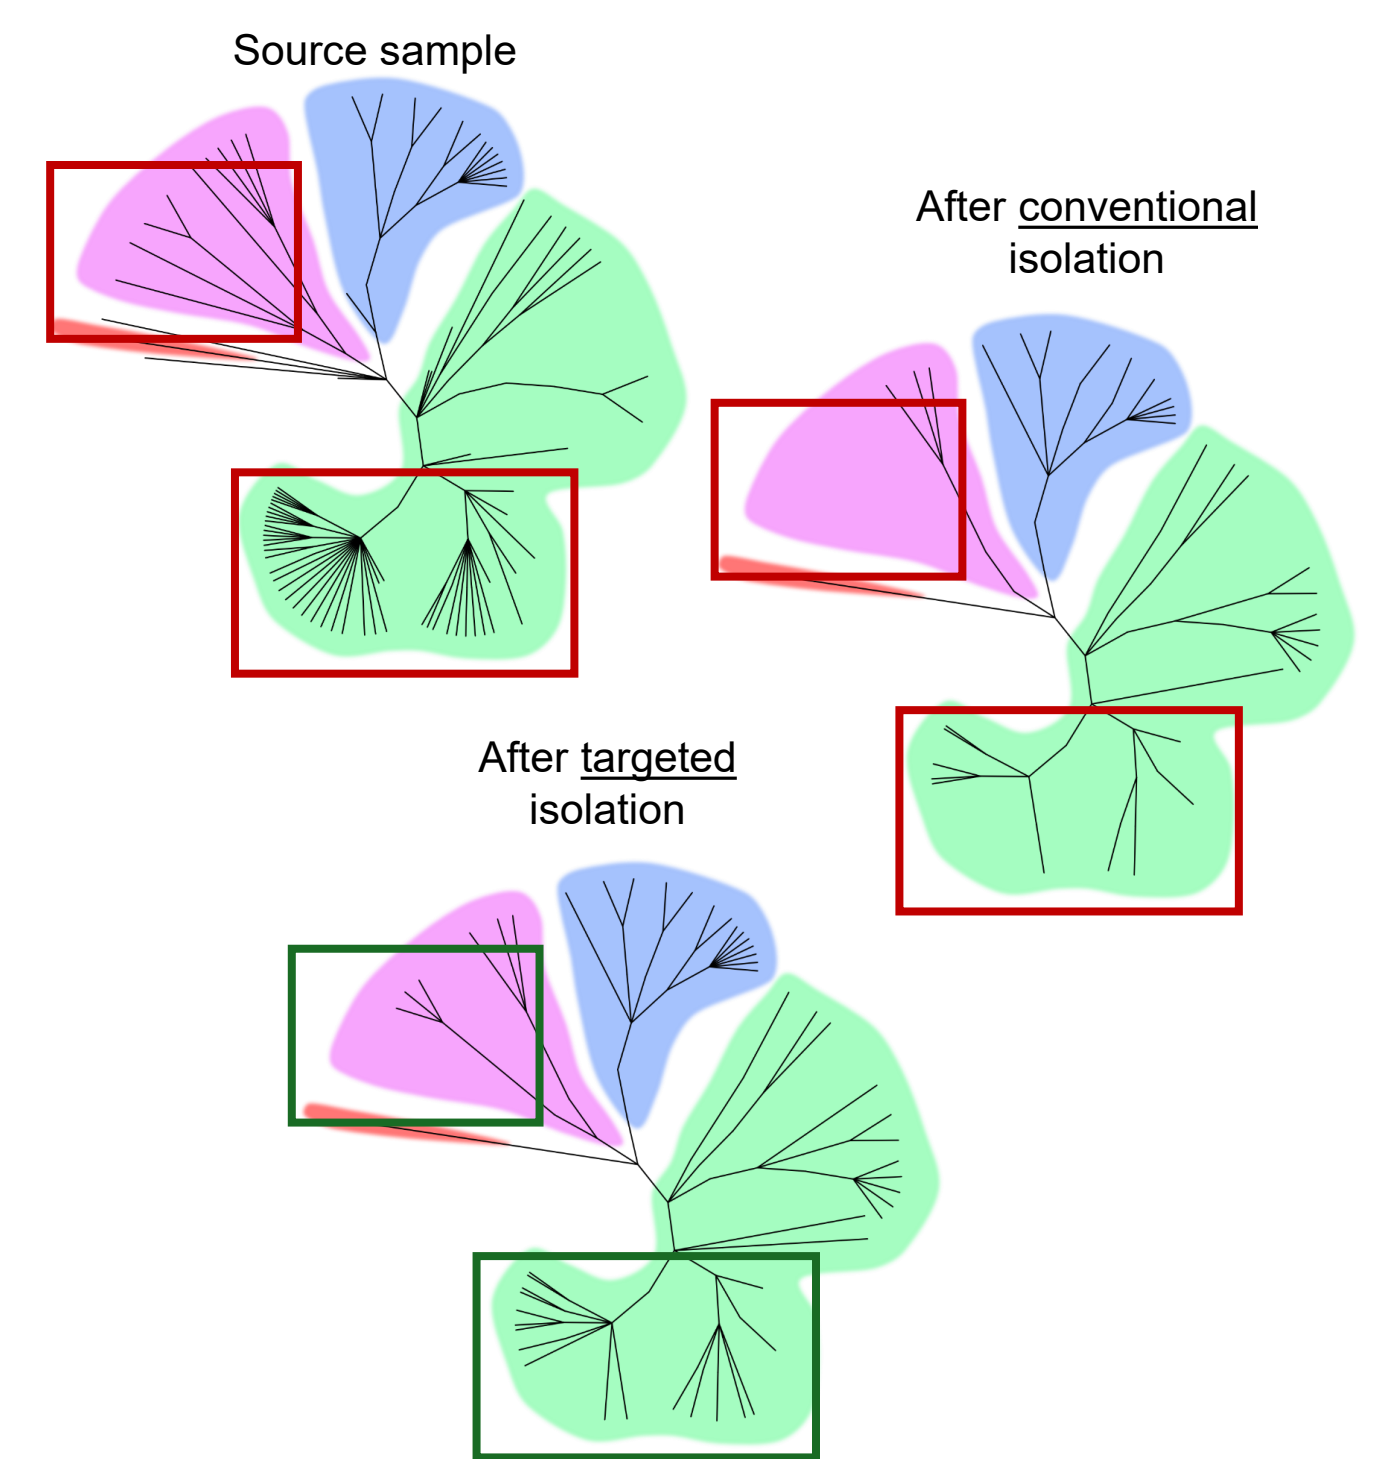 Source sample
After conventional
isolation
After targeted
isolation